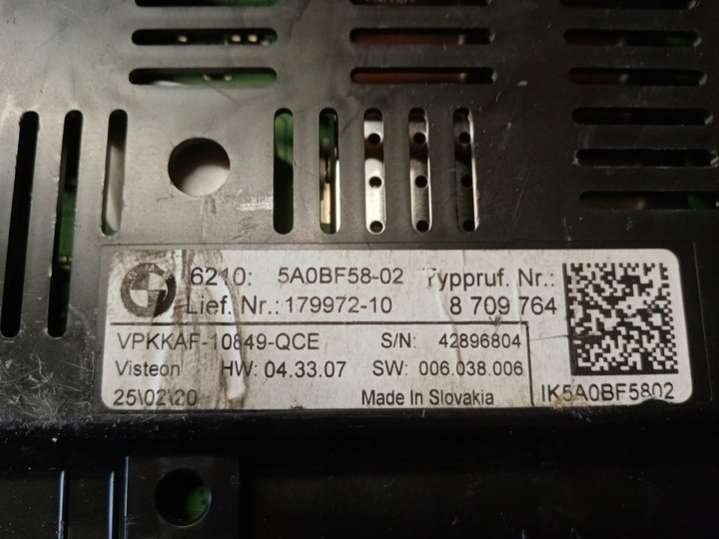 6210: 5A0BF58-02 Typpruf. Nr.:
Lief. Nr.: 179972-10 8 709 764
VPKKAF-10849-QCE S/N: 42896804
Visteon HW: 04.33.07 SW: 006.038.006
25\02\20 Made In Slovakia IK5A0BF5802